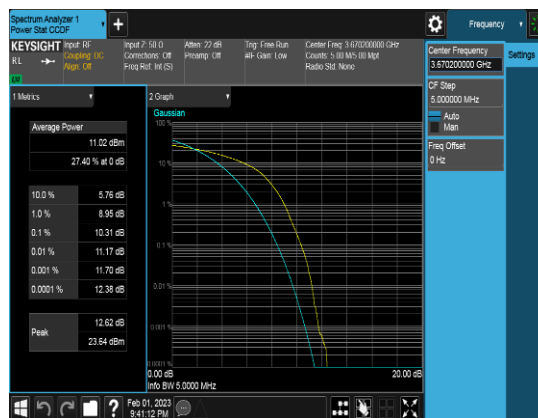 Spectrum Analyzer 1
Power Stat CCDF
Frequency
KEYSIGHT
RL
Input: RF
Coupling: DC
Align: Off
Input Z: 50 Ω
Corrections: Off
Freq Ref: Int (S)
Atten: 22 dB
Preamp: Off
Trig: Free Run
#IF Gain: Low
Center Freq: 3.670200000 GHz
Counts: 5.00 M/5.00 Mpt
Radio Std: None
Center Frequency
3.670200000 GHz
Settings
CF Step
5.000000 MHz
Auto
Man
Freq Offset
0 Hz
1 Metrics
Average Power
11.02 dBm
27.40 % at 0 dB
10.0 % 5.76 dB
1.0 % 8.95 dB
0.1 % 10.31 dB
0.01 % 11.17 dB
0.001 % 11.70 dB
0.0001 % 12.38 dB
Peak
12.62 dB
23.64 dBm
2 Graph
Gaussian
100 %
10 %
1 %
0.1 %
0.01 %
0.001 %
0.0001 %
0.00 dB 20.00 dB
Info BW 5.0000 MHz
?
Feb 01, 2023
9:41:12 PM